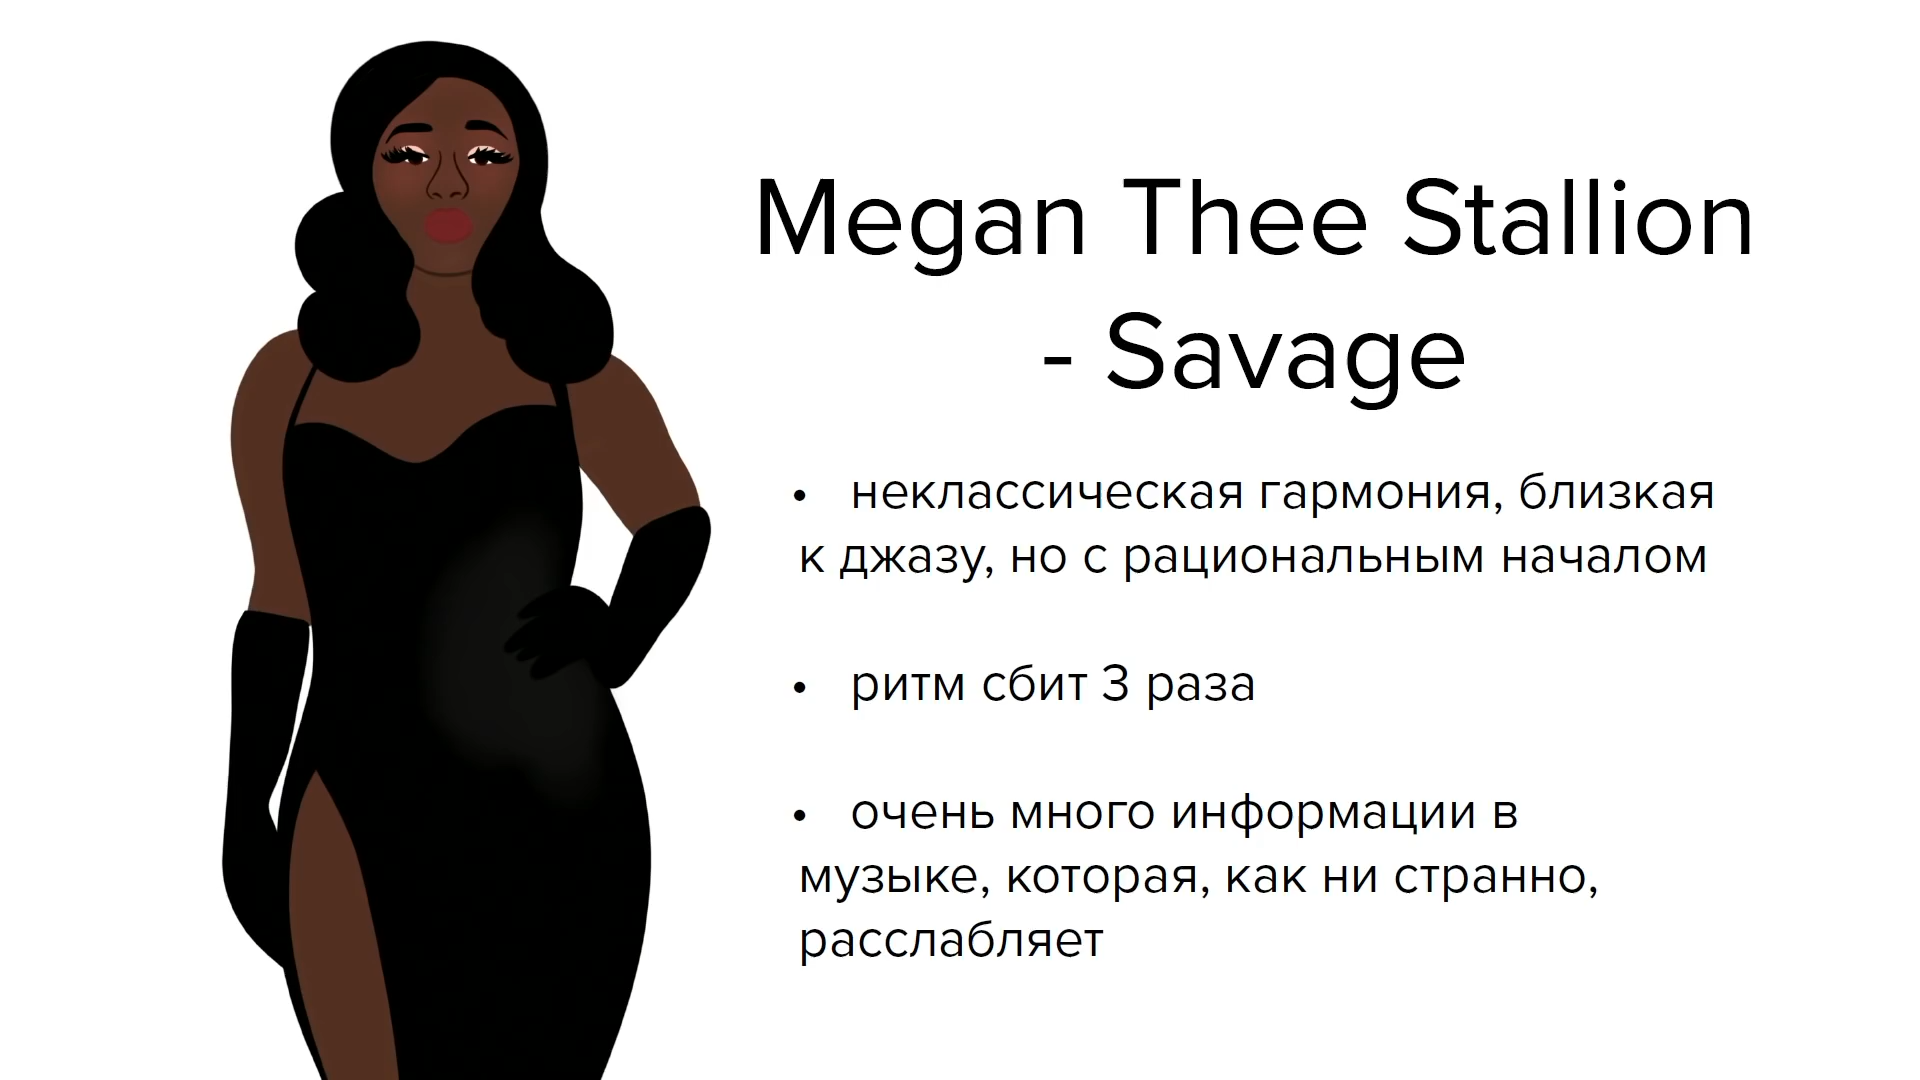 Megan Thee Stallion
- Savage
• неклассическая гармония, близкая
к джазу, но с рациональным началом
• ритм сбит 3 раза
• очень много информации в
музыке, которая, как ни странно,
расслабляет